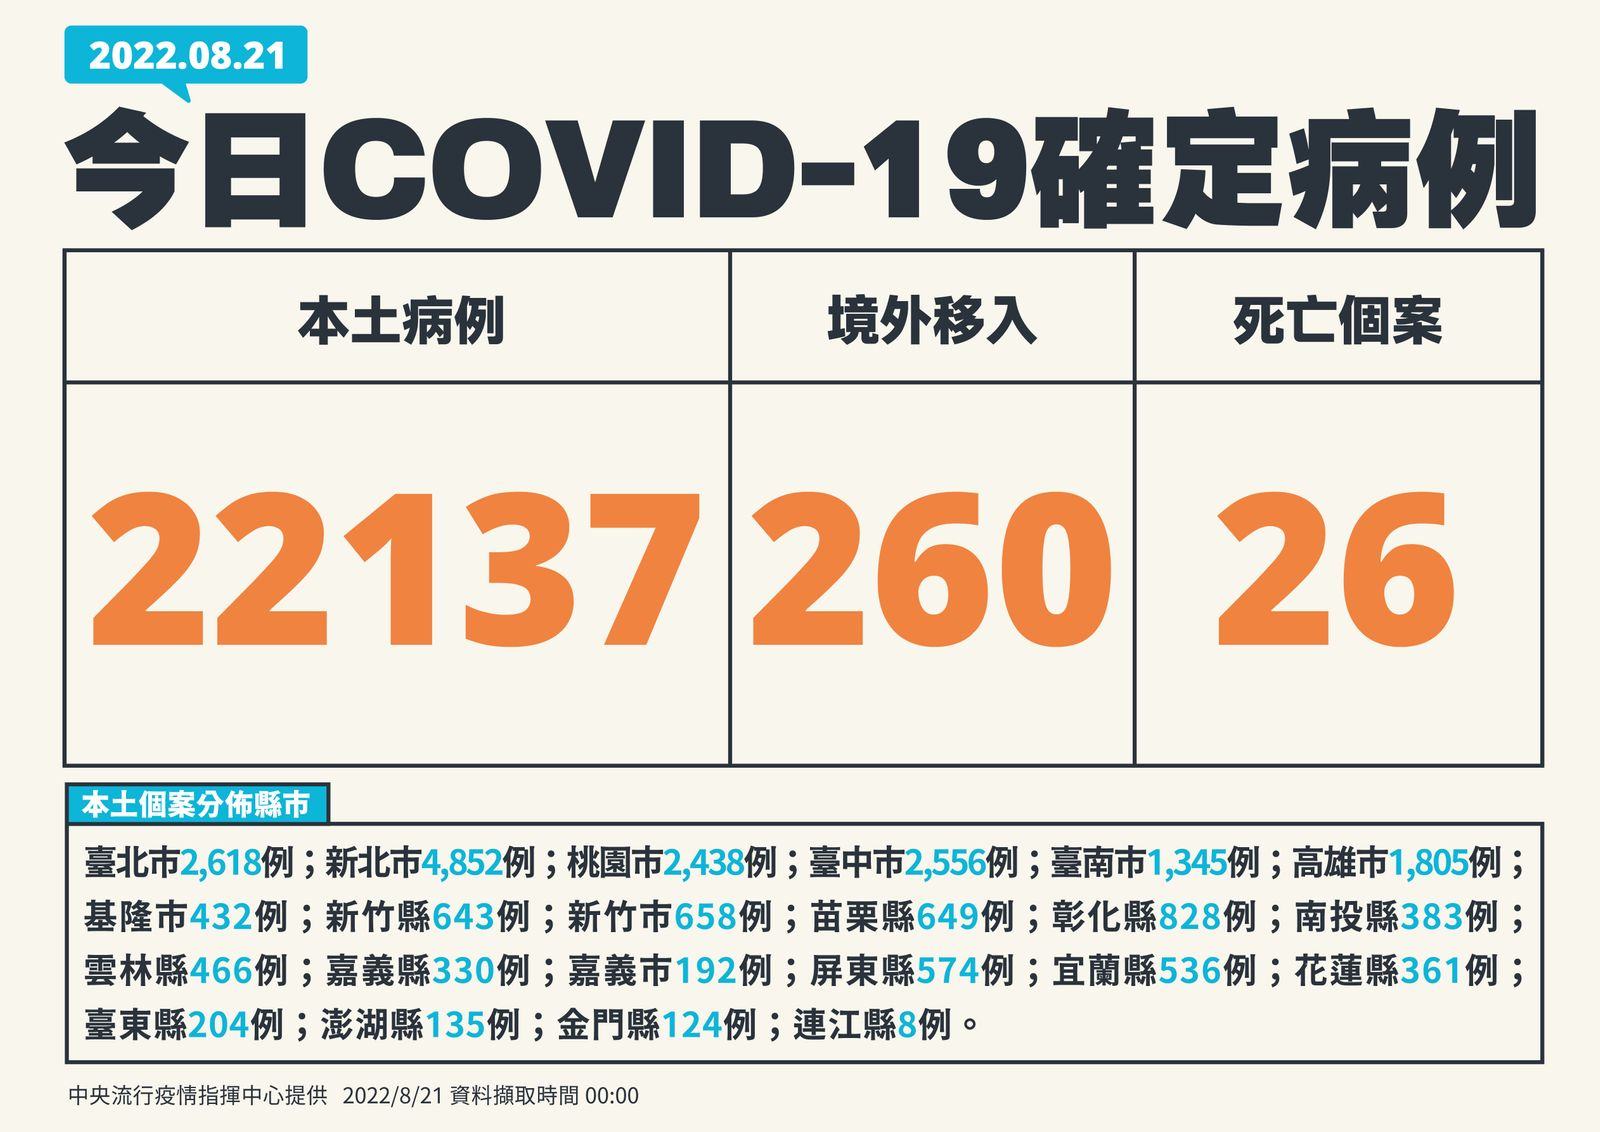 2022.08.21
今日COVID-19確定病例
本土病例 境外移入 死亡個案
22137 260 26
本土個案分佈縣市
臺北市2,618例；新北市4,852例；桃園市2,438例；臺中市2,556例；臺南市1,345例；高雄市1,805例；
基隆市432例；新竹縣643例；新竹市658例；苗栗縣649例；彰化縣828例；南投縣383例；
雲林縣466例；嘉義縣330例；嘉義市192例；屏東縣574例；宜蘭縣536例；花蓮縣361例；
臺東縣204例；澎湖縣135例；金門縣124例；連江縣8例。
中央流行疫情指揮中心提供 2022/8/21 資料擷取時間 00:00